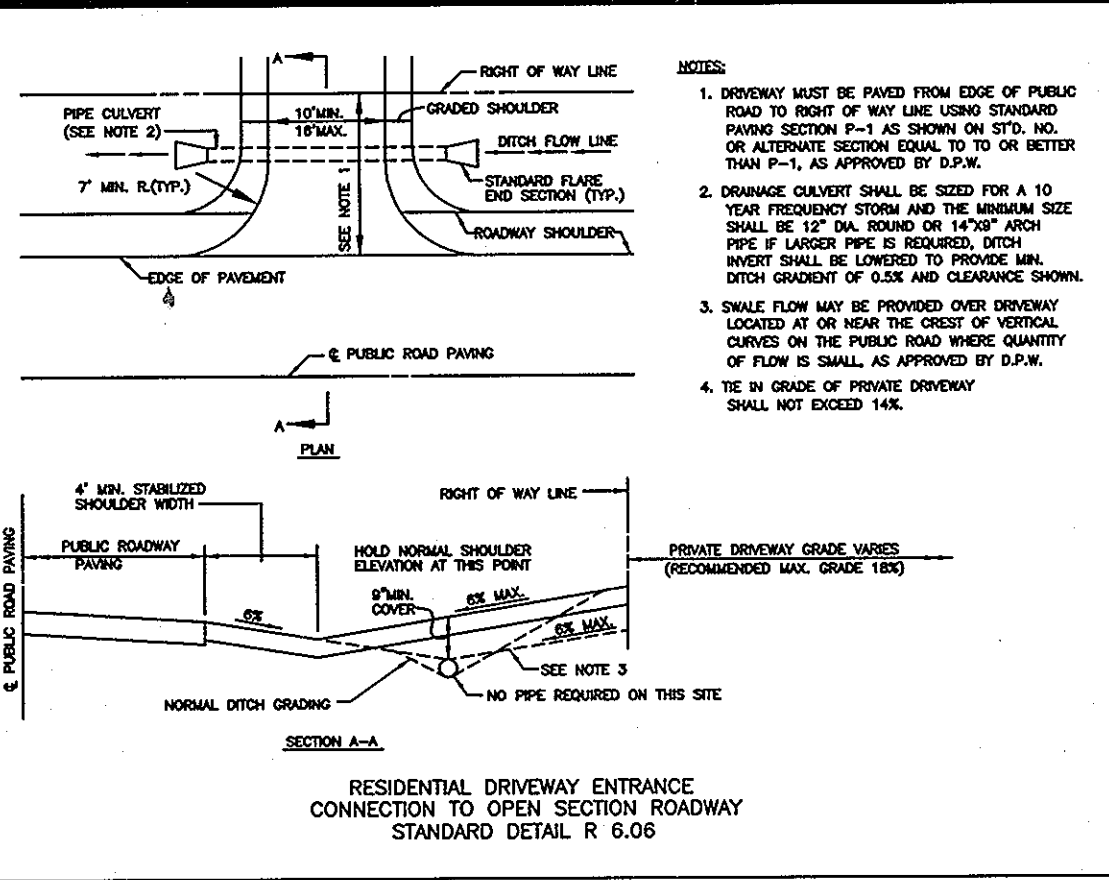 A
RIGHT OF WAY LINE
PIPE CULVERT
(SEE NOTE 2)
10'MIN.
16'MAX.
GRADED SHOULDER
DITCH FLOW LINE
7' MIN. R.(TYP.)
STANDARD FLARE
END SECTION (TYP.)
SEE NOTE 1
ROADWAY SHOULDER
EDGE OF PAVEMENT
℄ PUBLIC ROAD PAVING
A
PLAN
NOTES:
1. DRIVEWAY MUST BE PAVED FROM EDGE OF PUBLIC
ROAD TO RIGHT OF WAY LINE USING STANDARD
PAVING SECTION P-1 AS SHOWN ON ST'D. NO.
OR ALTERNATE SECTION EQUAL TO TO OR BETTER
THAN P-1, AS APPROVED BY D.P.W.
2. DRAINAGE CULVERT SHALL BE SIZED FOR A 10
YEAR FREQUENCY STORM AND THE MINIMUM SIZE
SHALL BE 12" DIA. ROUND OR 14"X9" ARCH
PIPE IF LARGER PIPE IS REQUIRED, DITCH
INVERT SHALL BE LOWERED TO PROVIDE MIN.
DITCH GRADIENT OF 0.5% AND CLEARANCE SHOWN.
3. SWALE FLOW MAY BE PROVIDED OVER DRIVEWAY
LOCATED AT OR NEAR THE CREST OF VERTICAL
CURVES ON THE PUBLIC ROAD WHERE QUANTITY
OF FLOW IS SMALL, AS APPROVED BY D.P.W.
4. TIE IN GRADE OF PRIVATE DRIVEWAY
SHALL NOT EXCEED 14%.
4' MIN. STABILIZED
SHOULDER WIDTH
RIGHT OF WAY LINE
℄ PUBLIC ROAD PAVING
PUBLIC ROADWAY
PAVING
HOLD NORMAL SHOULDER
ELEVATION AT THIS POINT
PRIVATE DRIVEWAY GRADE VARIES
(RECOMMENDED MAX. GRADE 18%)
9"MIN.
COVER
6% MAX.
6%
6% MAX.
SEE NOTE 3
NO PIPE REQUIRED ON THIS SITE
NORMAL DITCH GRADING
SECTION A-A
RESIDENTIAL DRIVEWAY ENTRANCE
CONNECTION TO OPEN SECTION ROADWAY
STANDARD DETAIL R 6.06